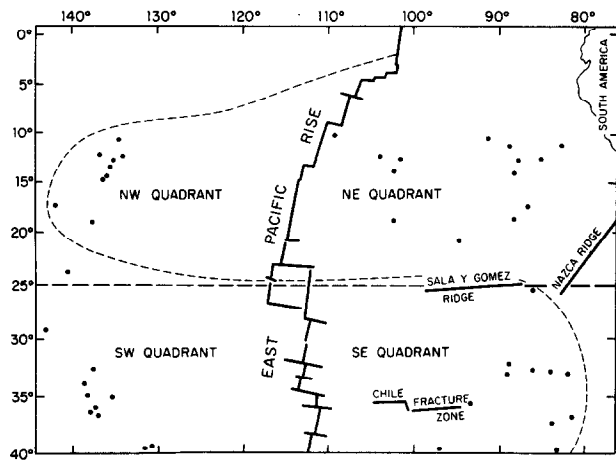 140° 130° 120° 110° 100° 90° 80°
0°
5°
10°
15°
20°
25°
30°
35°
40°
SOUTH AMERICA
EAST PACIFIC RISE
NW QUADRANT
NE QUADRANT
NAZCA RIDGE
SALA Y GOMEZ
RIDGE
SW QUADRANT
SE QUADRANT
CHILE FRACTURE
ZONE